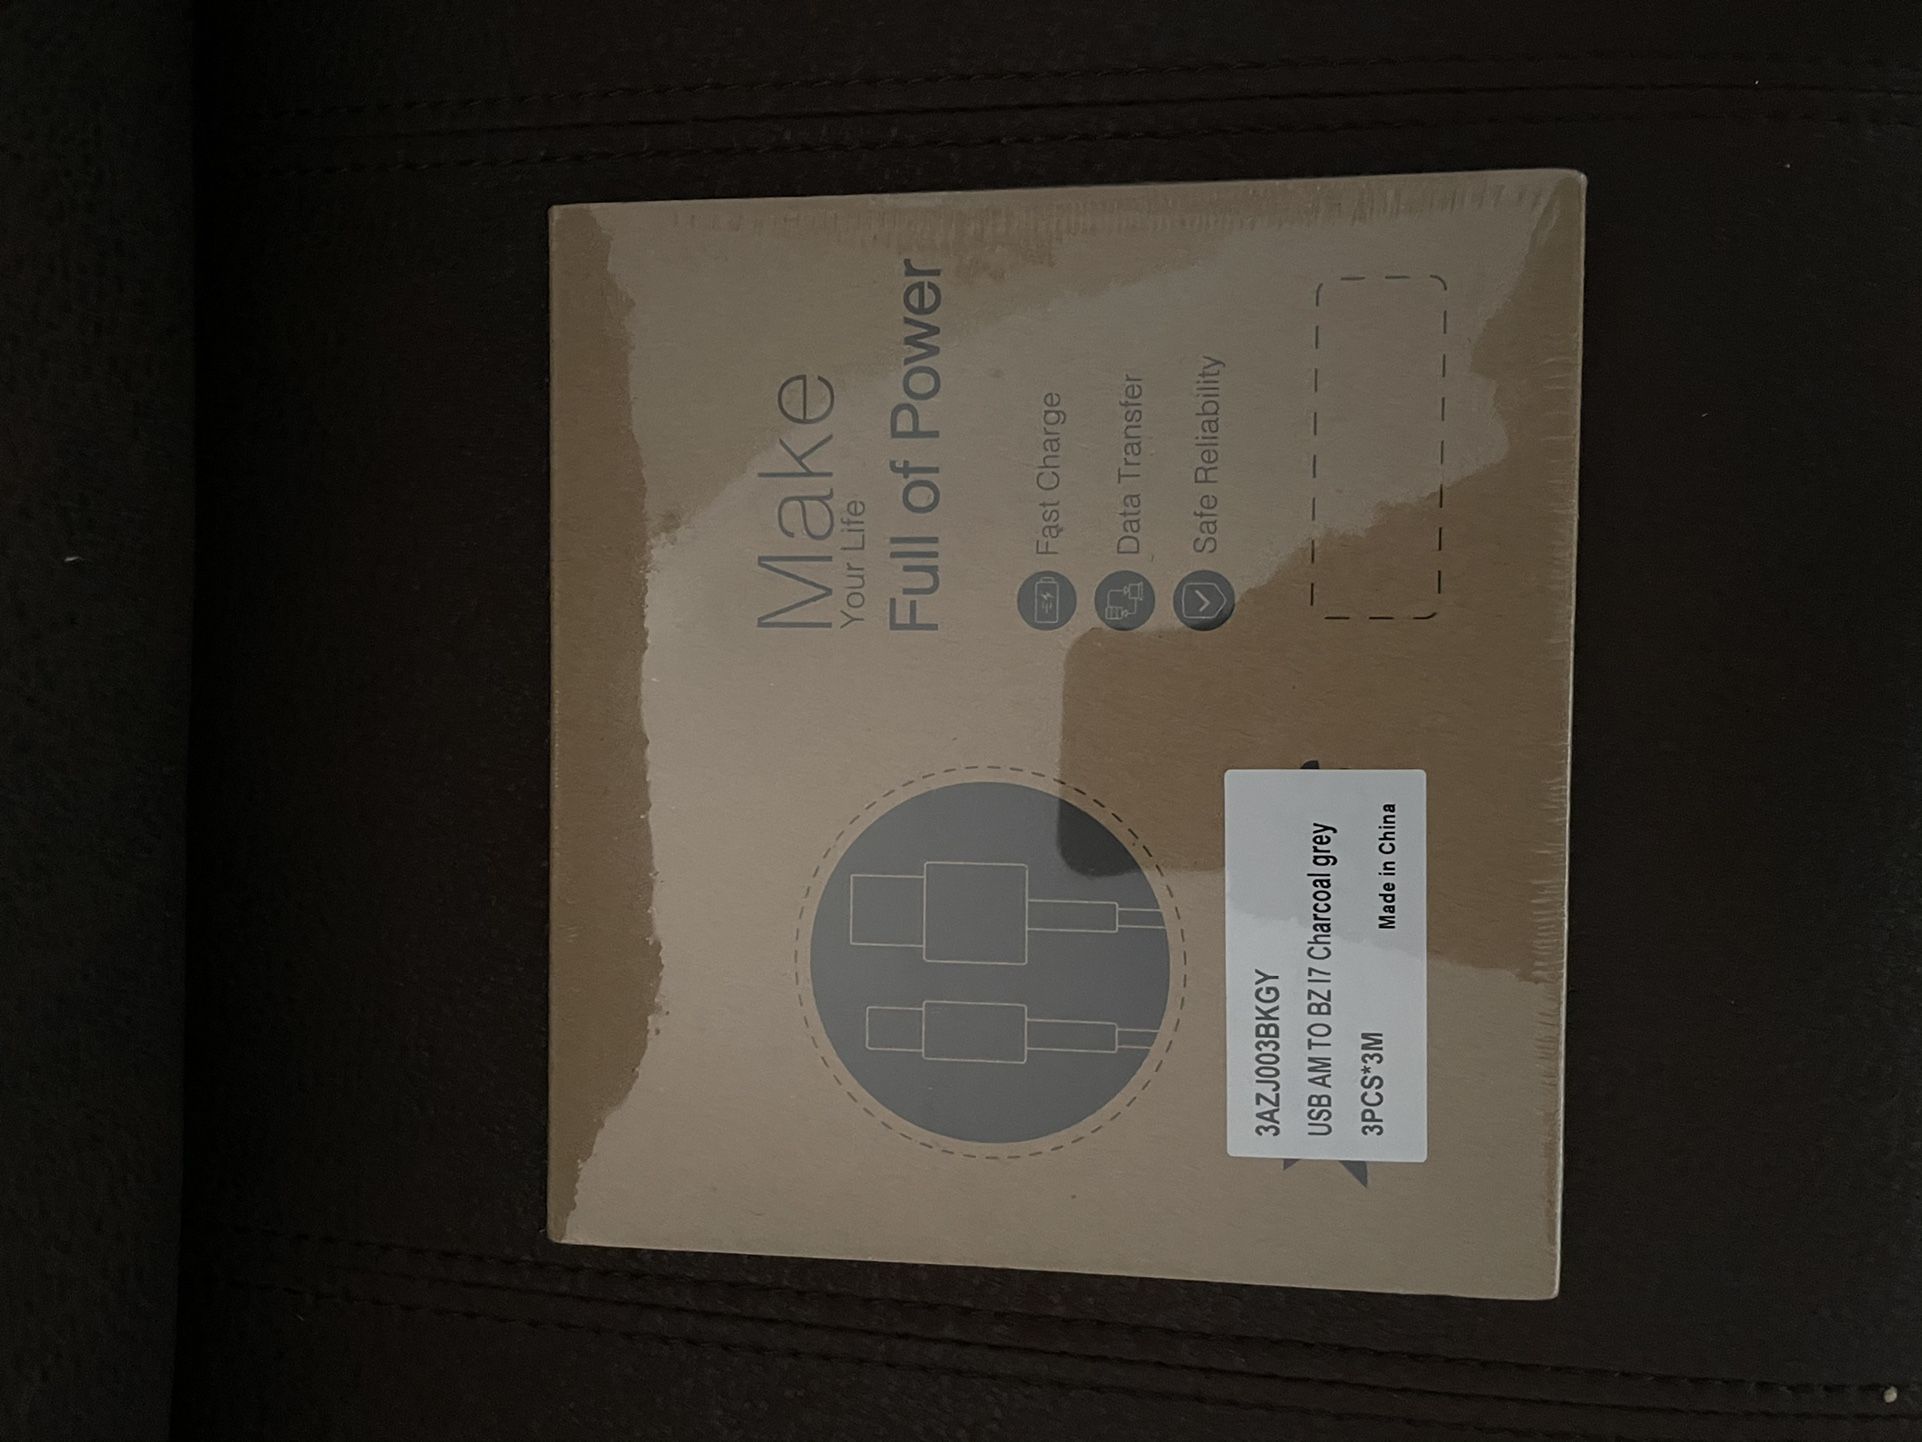 Make
Your Life
Full of Power
Fast Charge
Data Transfer
Safe Reliability
3AZJ003BKGY
USB AM TO BZ I7 Charcoal grey
3PCS*3M
Made in China